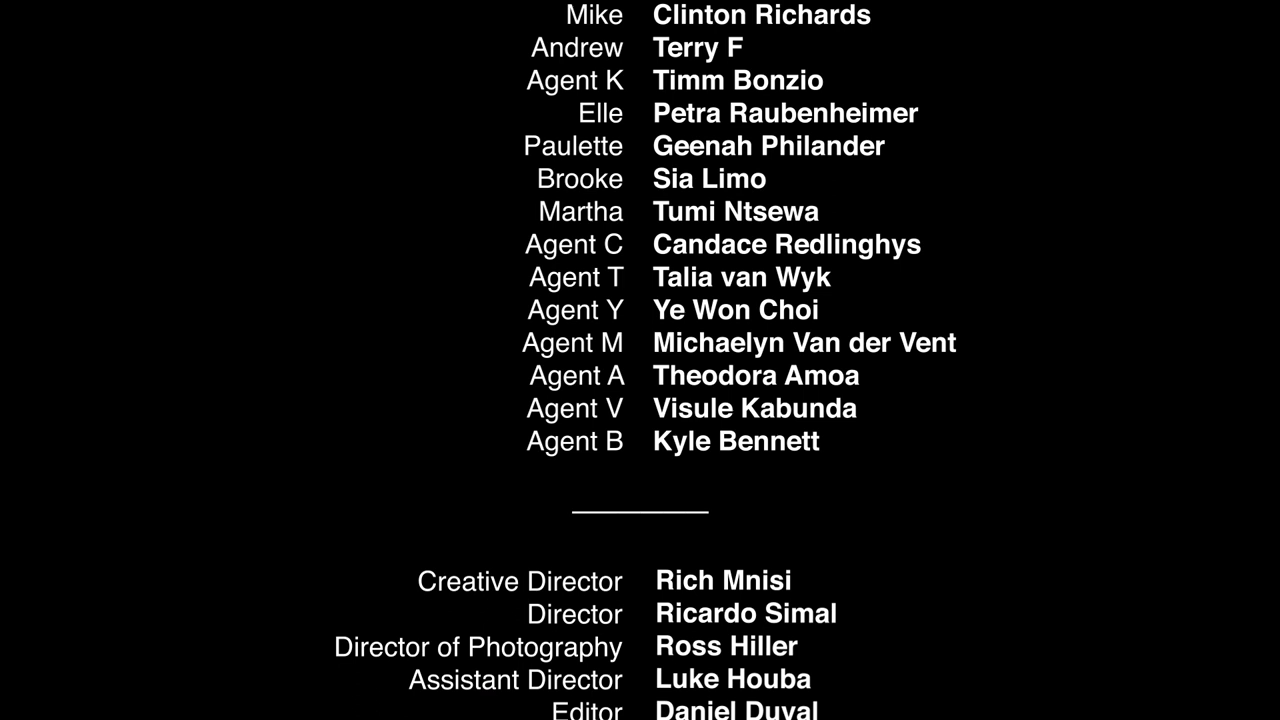 Mike Clinton Richards
Andrew Terry F
Agent K Timm Bonzio
Elle Petra Raubenheimer
Paulette Geenah Philander
Brooke Sia Limo
Martha Tumi Ntsewa
Agent C Candace Redlinghys
Agent T Talia van Wyk
Agent Y Ye Won Choi
Agent M Michaelyn Van der Vent
Agent A Theodora Amoa
Agent V Visule Kabunda
Agent B Kyle Bennett
Creative Director Rich Mnisi
Director Ricardo Simal
Director of Photography Ross Hiller
Assistant Director Luke Houba
Editor Daniel Duval